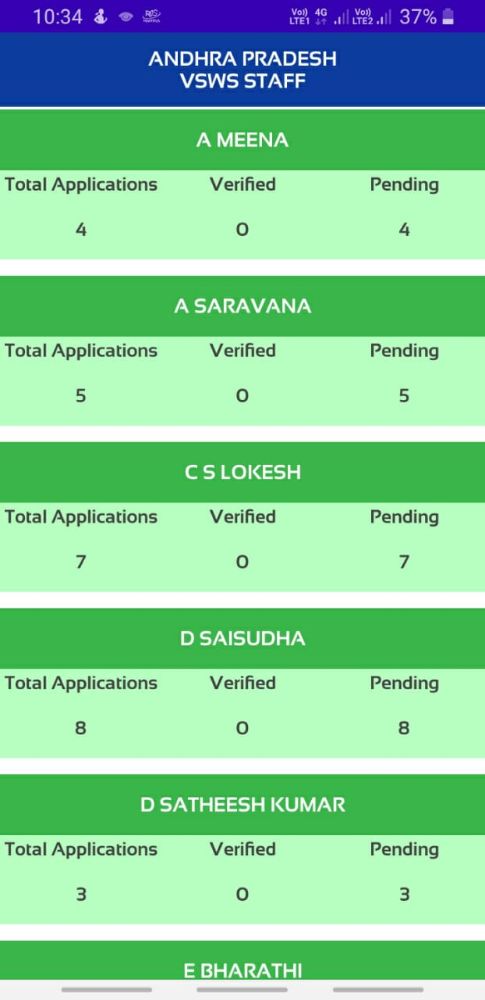 10:34 Vo)) LTE1 4G Vo)) LTE2 37%
ANDHRA PRADESH
VSWS STAFF
A MEENA
Total Applications Verified Pending
4 0 4
A SARAVANA
Total Applications Verified Pending
5 0 5
C S LOKESH
Total Applications Verified Pending
7 0 7
D SAISUDHA
Total Applications Verified Pending
8 0 8
D SATHEESH KUMAR
Total Applications Verified Pending
3 0 3
E BHARATHI